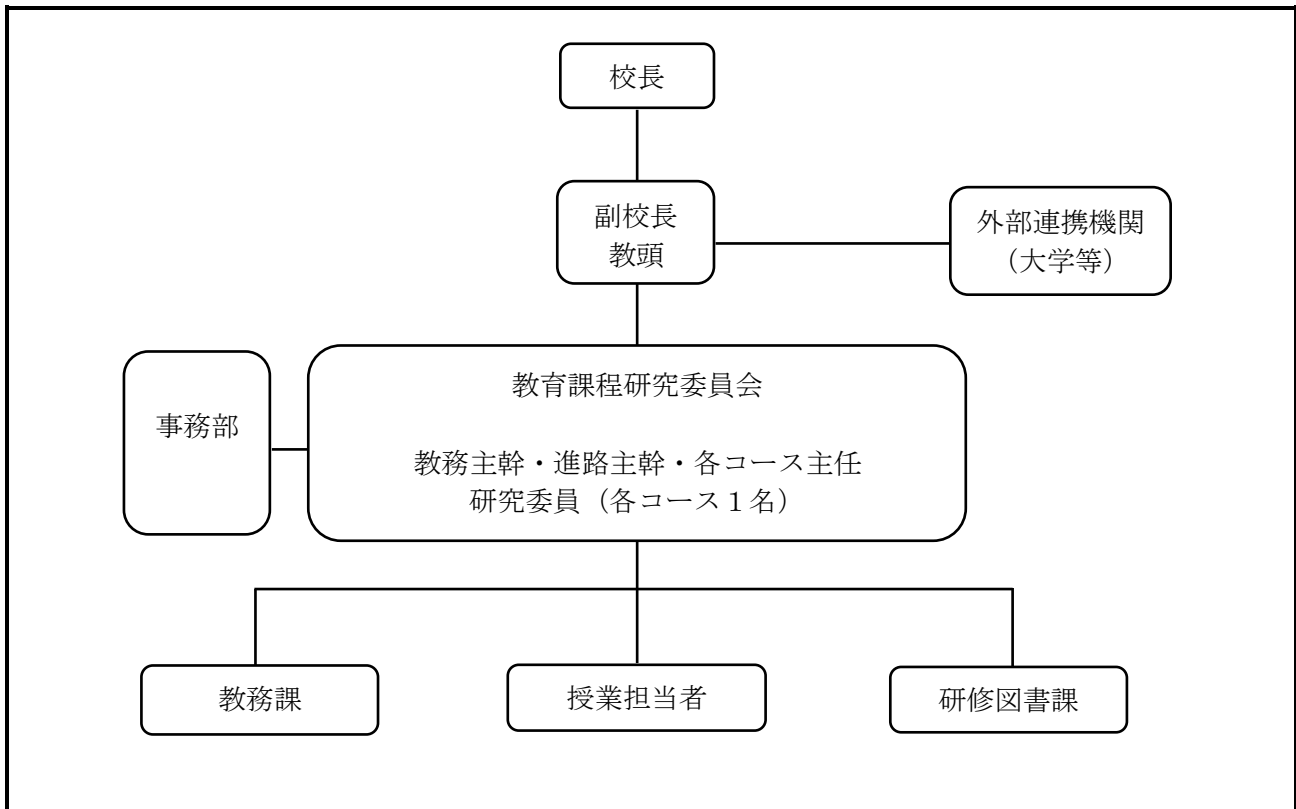 校長
副校長
教頭
外部連携機関
（大学等）
事務部
教育課程研究委員会
教務主幹・進路主幹・各コース主任
研究委員（各コース１名）
教務課
授業担当者
研修図書課